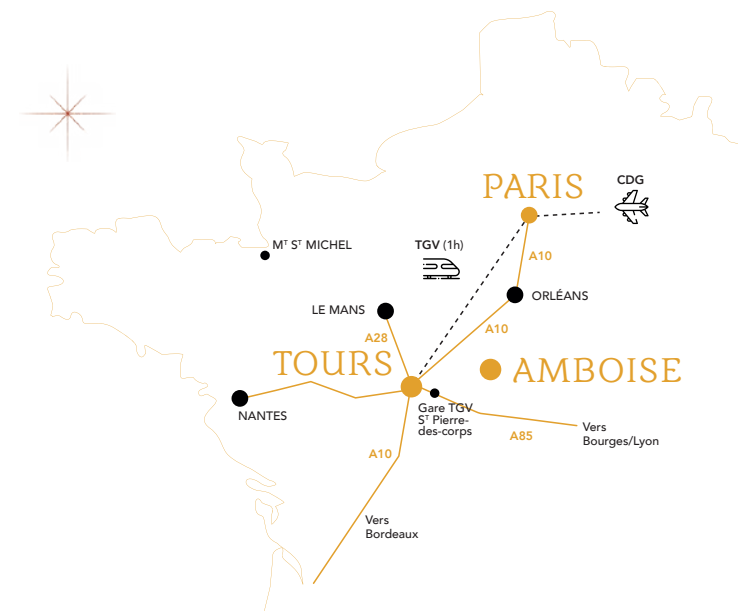 CDG
PARIS
Mᵀ Sᵀ MICHEL
TGV (1h)
A10
ORLÉANS
LE MANS
A10
A28
TOURS
AMBOISE
NANTES
Gare TGV
Sᵀ Pierre-
des-corps
A85
Vers
Bourges/Lyon
A10
Vers
Bordeaux